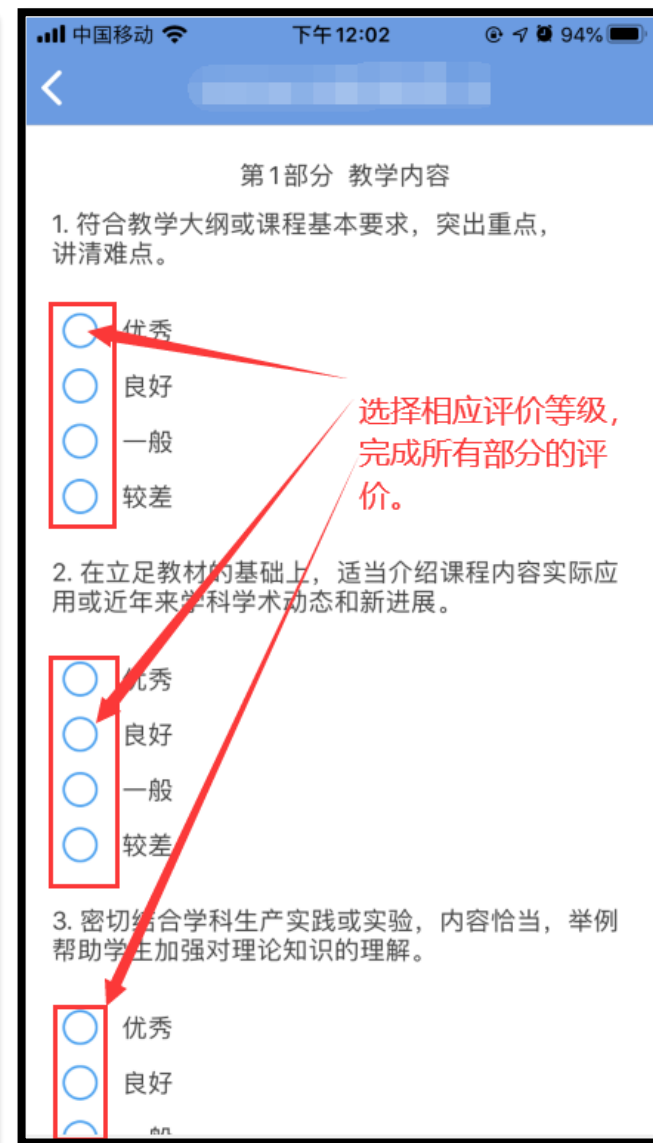 中国移动 下午12:02 94%
第1部分 教学内容
1. 符合教学大纲或课程基本要求，突出重点，
讲清难点。
优秀
良好
一般
较差
选择相应评价等级，
完成所有部分的评
价。
2. 在立足教材的基础上，适当介绍课程内容实际应
用或近年来学科学术动态和新进展。
优秀
良好
一般
较差
3. 密切结合学科生产实践或实验，内容恰当，举例
帮助学生加强对理论知识的理解。
优秀
良好